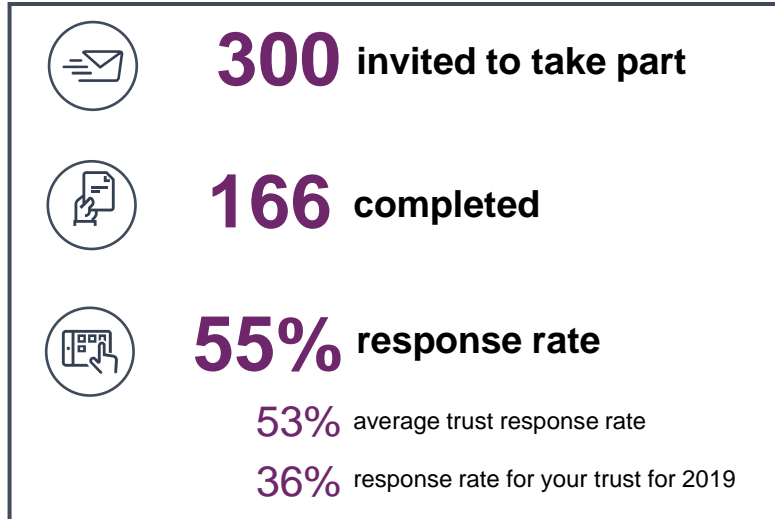 300 invited to take part
166 completed
55% response rate
53% average trust response rate
36% response rate for your trust for 2019